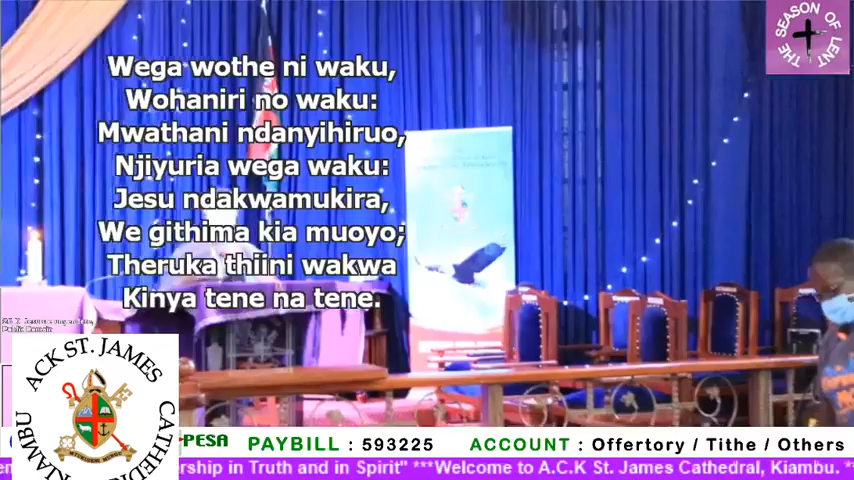 THE SEASON OF LENT
Wega wothe ni waku,
Wohaniri no waku:
Mwathani ndanyihiruo,
Njiyuria wega waku:
Jesu ndakwamukira,
We githima kia muoyo;
Theruka thiini wakwa
Kinya tene na tene.
ACK ST. JAMES CATHEDRAL
KIAMBU
PESA PAYBILL : 593225 ACCOUNT : Offertory / Tithe / Others
ership in Truth and in Spirit" ***Welcome to A.C.K St. James Cathedral, Kiambu. *